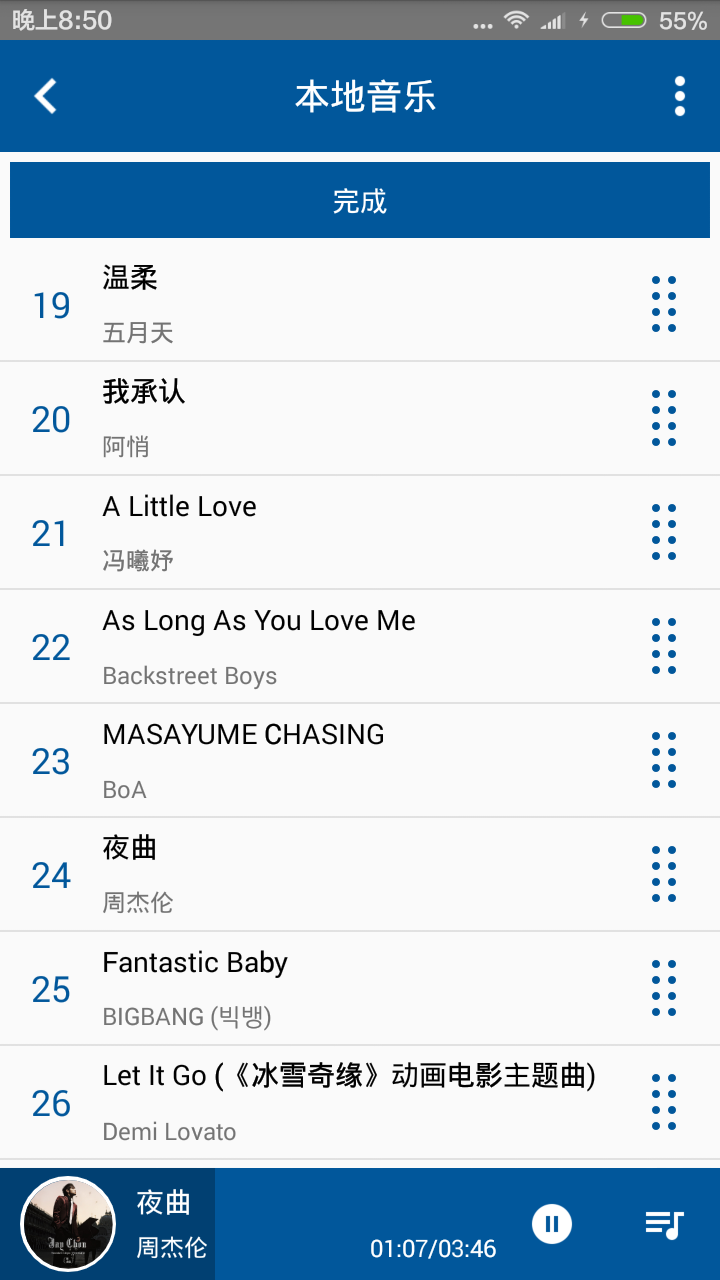 晚上8:50
55%
本地音乐
完成
19
温柔
五月天
20
我承认
阿悄
21
A Little Love
冯曦妤
22
As Long As You Love Me
Backstreet Boys
23
MASAYUME CHASING
BoA
24
夜曲
周杰伦
25
Fantastic Baby
BIGBANG (빅뱅)
26
Let It Go (《冰雪奇缘》动画电影主题曲)
Demi Lovato
Jay Chou
夜曲
周杰伦
01:07/03:46